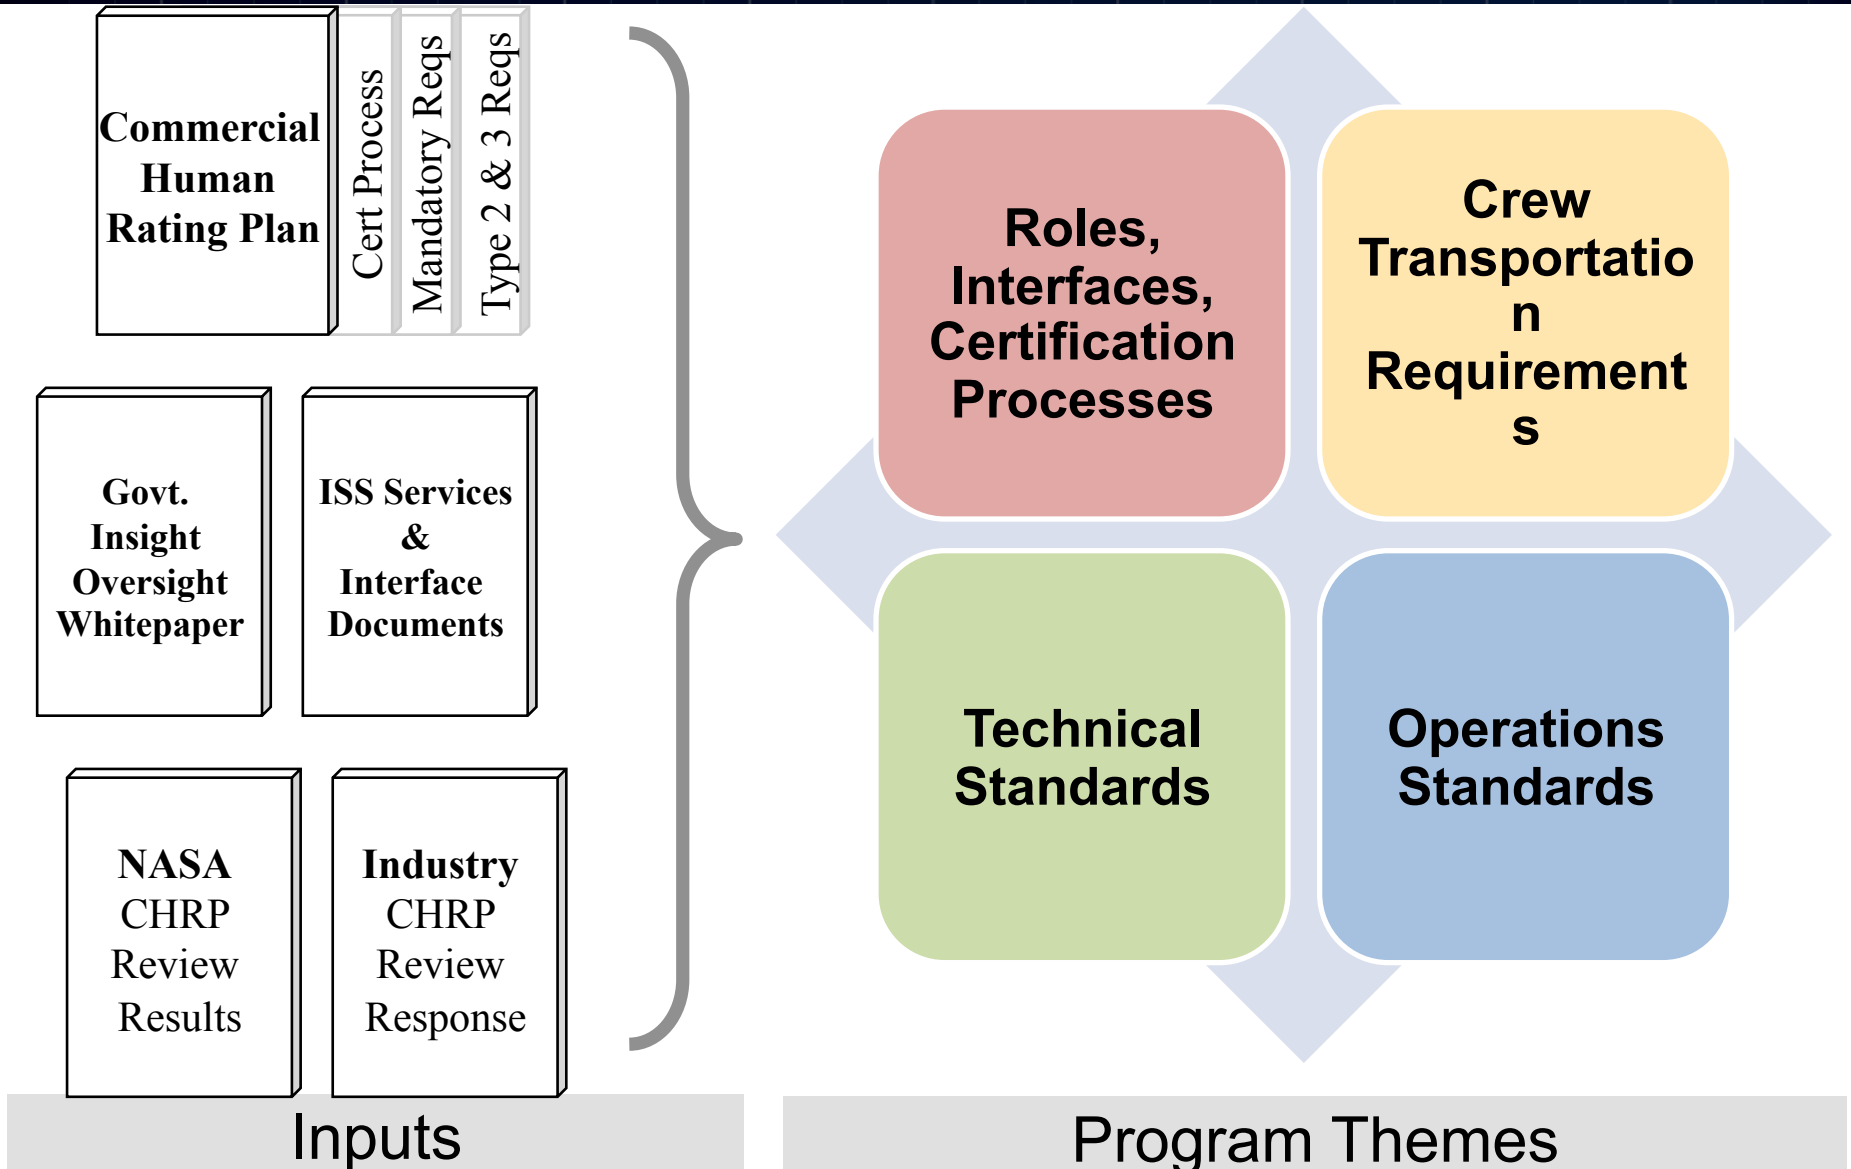 Commercial
Human
Rating Plan
Cert Process
Mandatory Reqs
Type 2 & 3 Reqs
Govt.
Insight
Oversight
Whitepaper
ISS Services
&
Interface
Documents
NASA
CHRP
Review
Results
Industry
CHRP
Review
Response
Inputs
Roles,
Interfaces,
Certification
Processes
Crew
Transportatio
n
Requirement
s
Technical
Standards
Operations
Standards
Program Themes